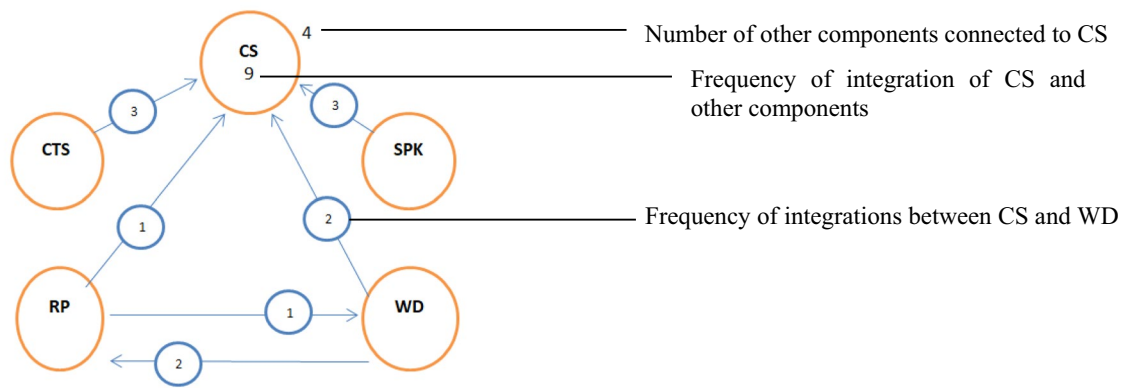 4
Number of other components connected to CS
CS
9
Frequency of integration of CS and
other components
3
3
CTS
SPK
2
Frequency of integrations between CS and WD
1
RP
1
WD
2